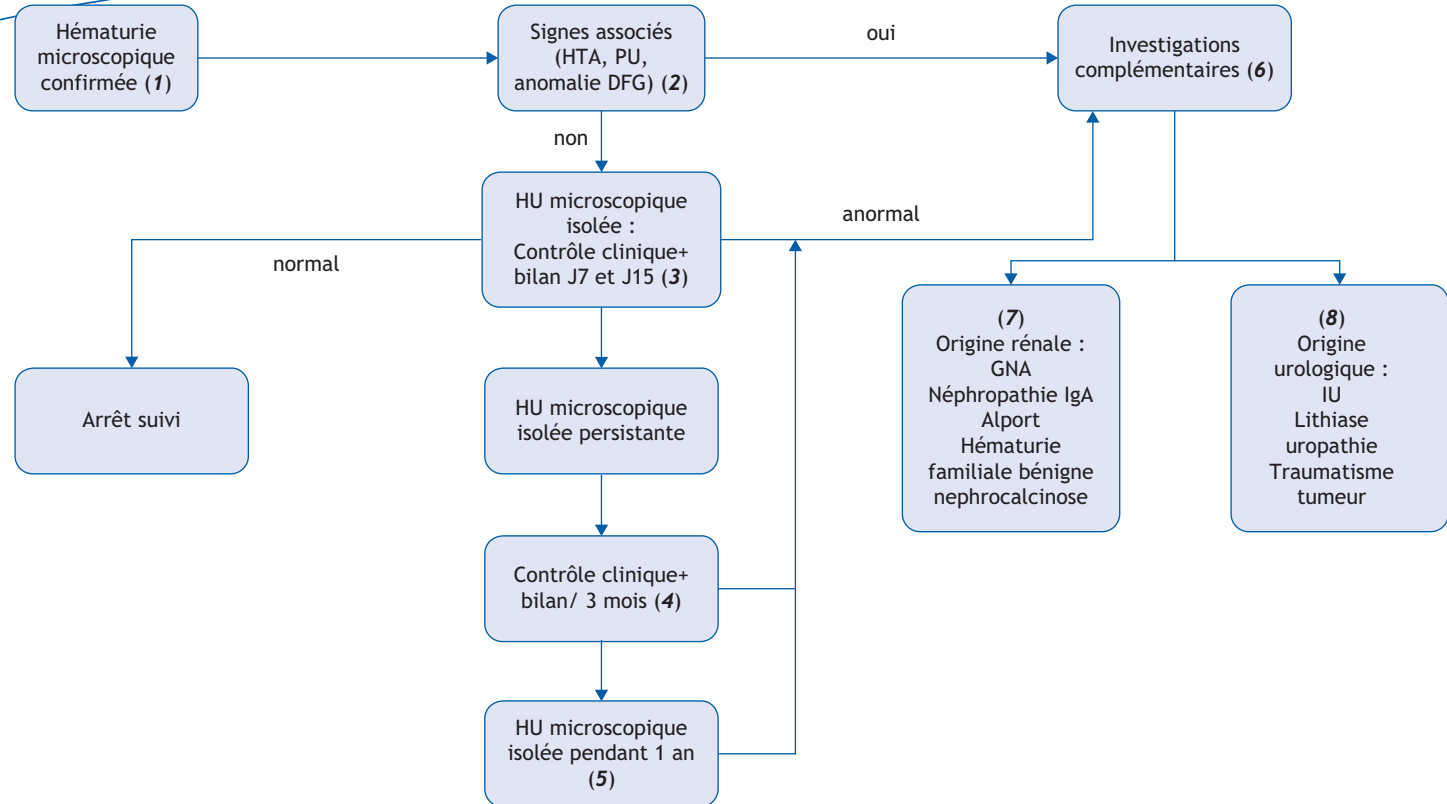 Hématurie
microscopique
confirmée (1)
Signes associés
(HTA, PU,
anomalie DFG) (2)
oui
Investigations
complémentaires (6)
non
HU microscopique
isolée :
Contrôle clinique+
bilan J7 et J15 (3)
anormal
normal
Arrêt suivi
HU microscopique
isolée persistante
Contrôle clinique+
bilan/ 3 mois (4)
HU microscopique
isolée pendant 1 an
(5)
(7)
Origine rénale :
GNA
Néphropathie IgA
Alport
Hématurie
familiale bénigne
nephrocalcinose
(8)
Origine
urologique :
IU
Lithiase
uropathie
Traumatisme
tumeur